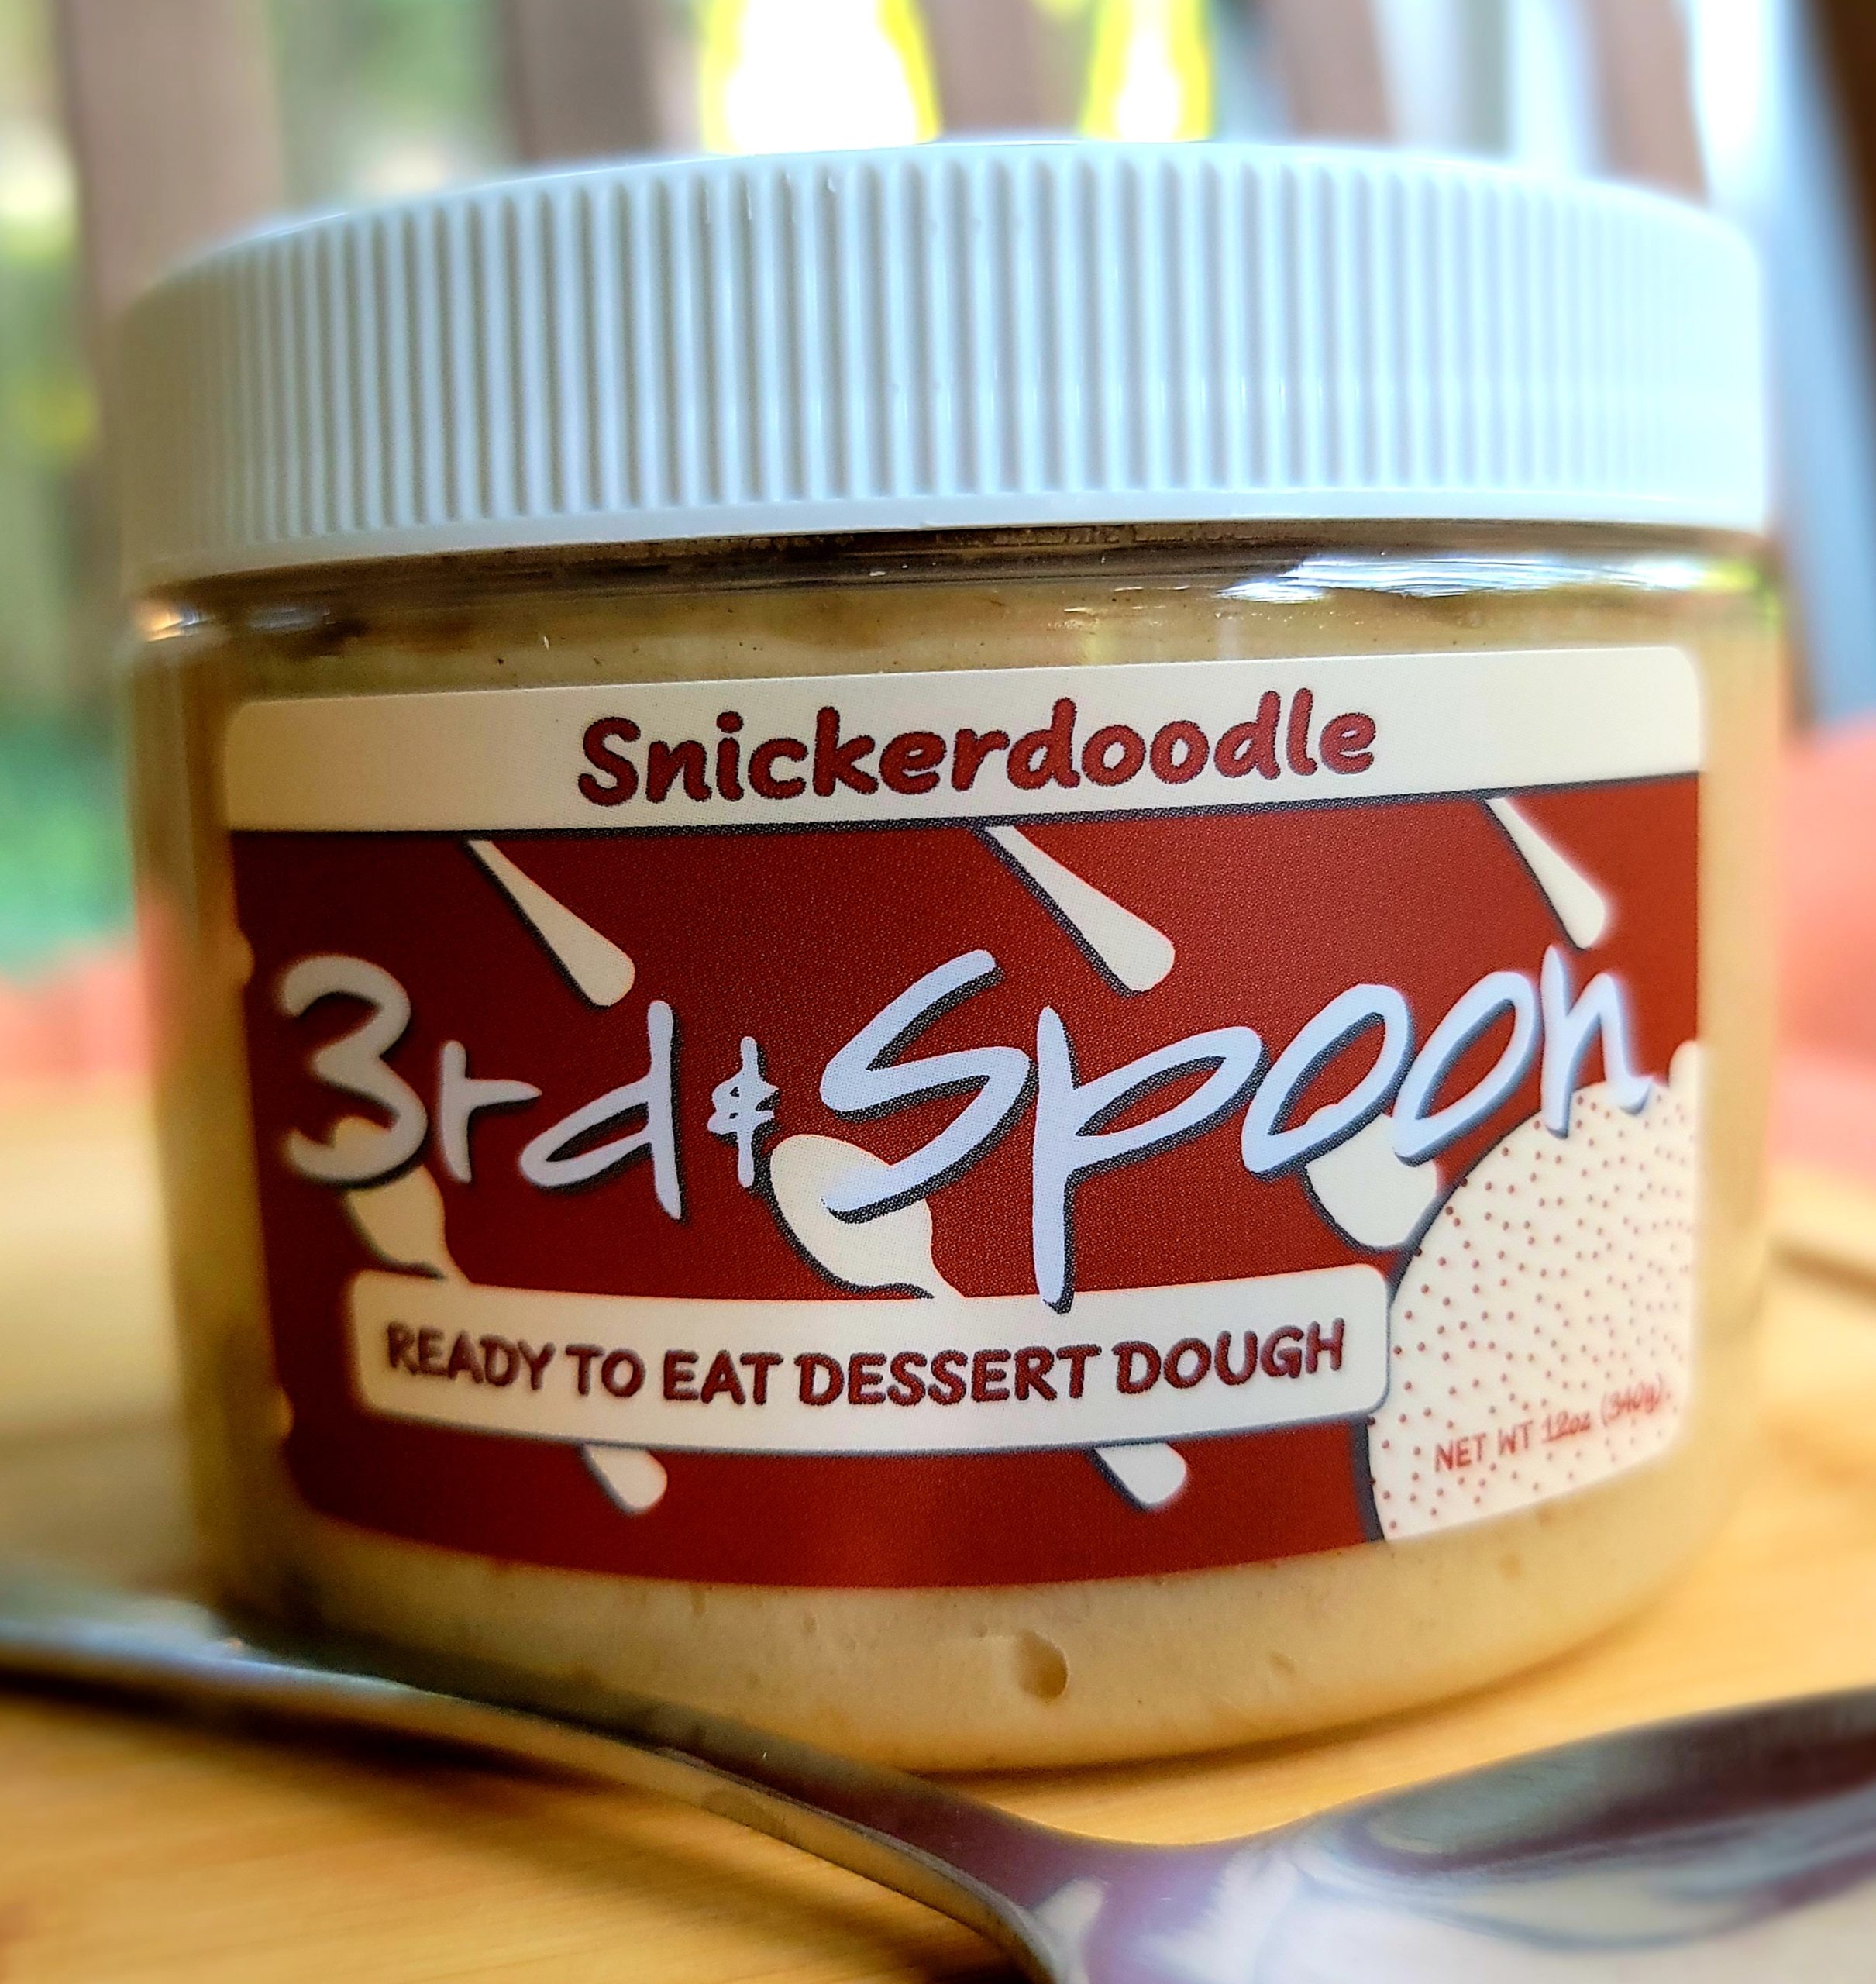 Snickerdoodle
3rd & Spoon
READY TO EAT DESSERT DOUGH
NET WT 12oz (340g)